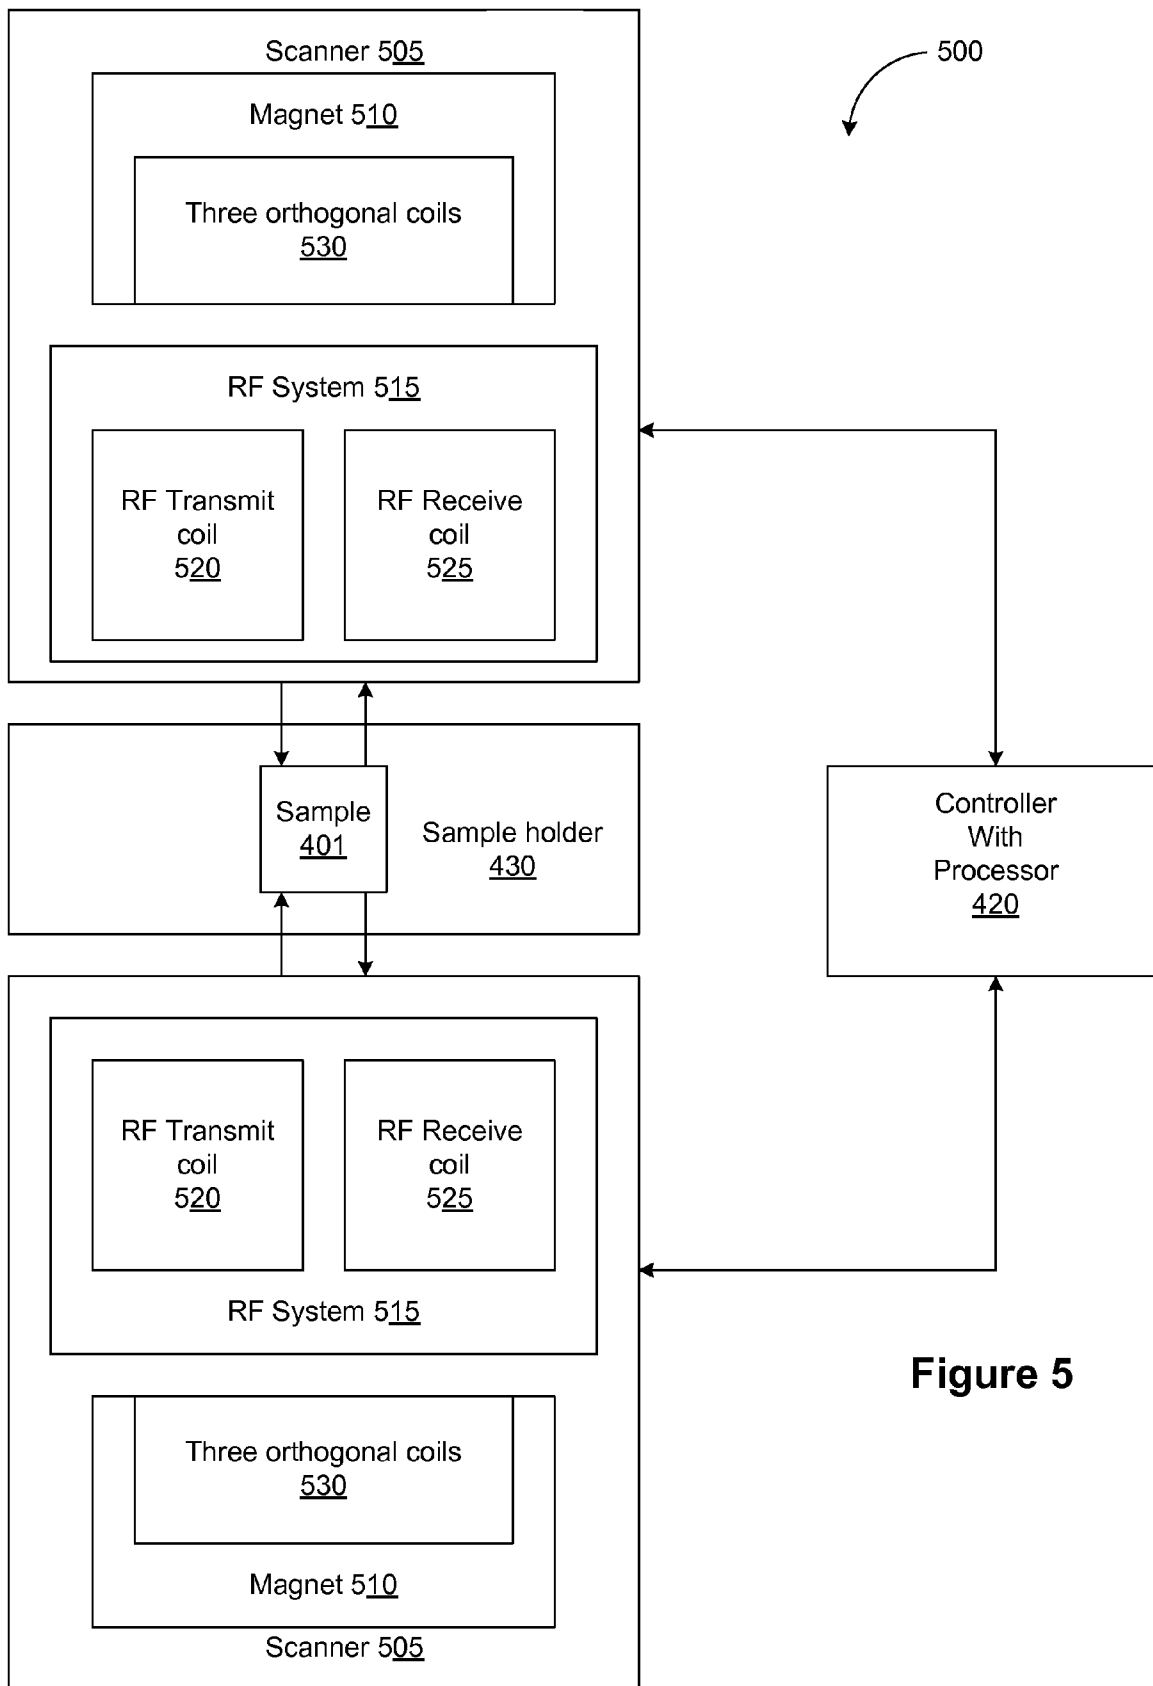 Scanner 505
500
Magnet 510
Three orthogonal coils
530
RF System 515
RF Transmit
coil
520
RF Receive
coil
525
Sample
401
Sample holder
430
Controller
With
Processor
420
RF Transmit
coil
520
RF Receive
coil
525
RF System 515
Figure 5
Three orthogonal coils
530
Magnet 510
Scanner 505